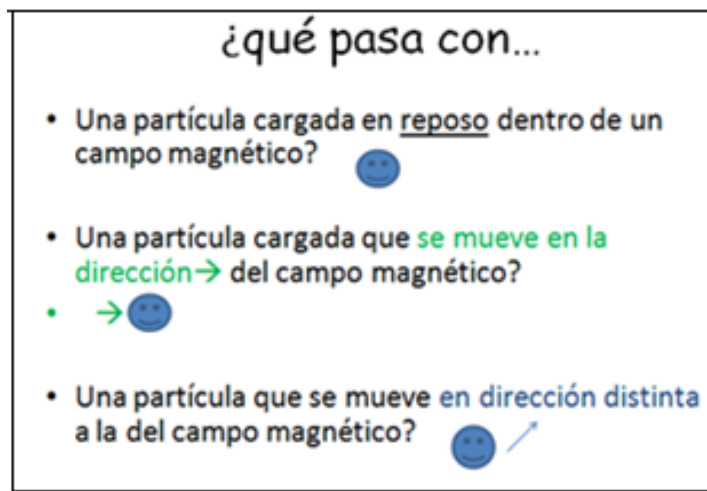 ¿qué pasa con...
• Una partícula cargada en reposo dentro de un
campo magnético?
• Una partícula cargada que se mueve en la
dirección→ del campo magnético?
• →
• Una partícula que se mueve en dirección distinta
a la del campo magnético?